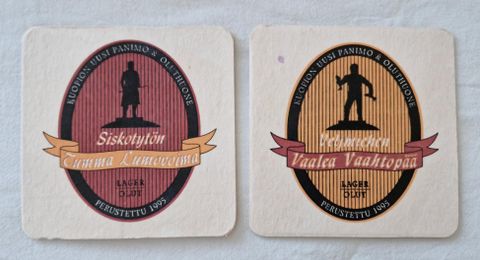 KUOPION UUSI PANIMO & OLUTHUONE
Siskotytön
Tumma Lumovoima
LAGER
OLUT
PERUSTETTU 1995
KUOPION UUSI PANIMO & OLUTHUONE
Velimiehen
Vaalea Vaahtopää
LAGER
OLUT
PERUSTETTU 1995